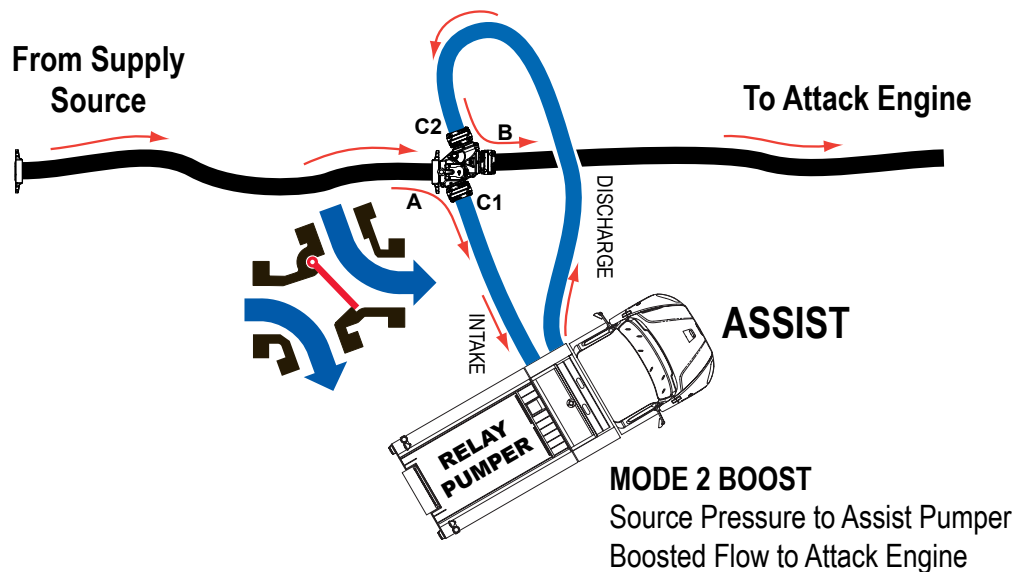 From Supply
Source
To Attack Engine
C2
B
A
C1
DISCHARGE
INTAKE
ASSIST
RELAY
PUMPER
MODE 2 BOOST
Source Pressure to Assist Pumper
Boosted Flow to Attack Engine